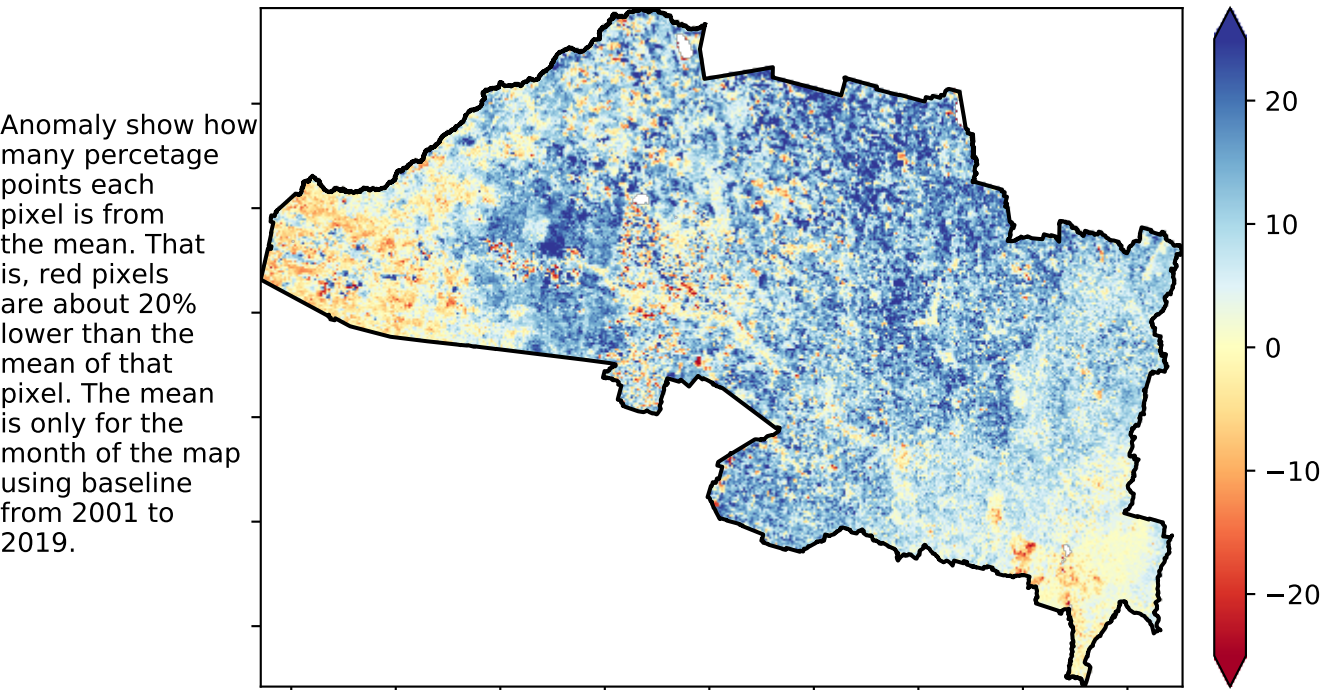 Anomaly show how
many percetage
points each
pixel is from
the mean. That
is, red pixels
are about 20%
lower than the
mean of that
pixel. The mean
is only for the
month of the map
using baseline
from 2001 to
2019.
20
10
0
−10
−20